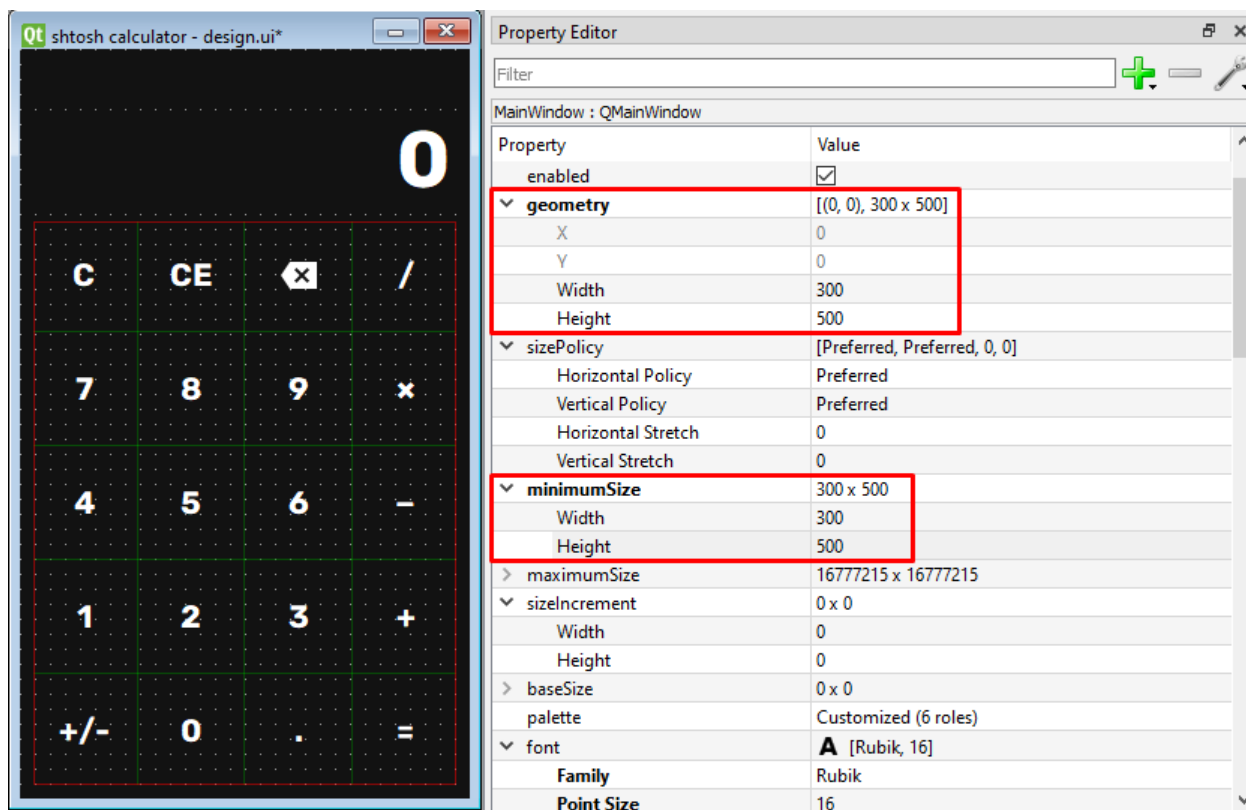 Qt shtosh calculator - design.ui*
0
C CE /
7 8 9 ×
4 5 6 −
1 2 3 +
+/- 0 . =
Property Editor
Filter
MainWindow : QMainWindow
Property Value
enabled
geometry [(0, 0), 300 x 500]
X 0
Y 0
Width 300
Height 500
sizePolicy [Preferred, Preferred, 0, 0]
Horizontal Policy Preferred
Vertical Policy Preferred
Horizontal Stretch 0
Vertical Stretch 0
minimumSize 300 x 500
Width 300
Height 500
maximumSize 16777215 x 16777215
sizeIncrement 0 x 0
Width 0
Height 0
baseSize 0 x 0
palette Customized (6 roles)
font A [Rubik, 16]
Family Rubik
Point Size 16